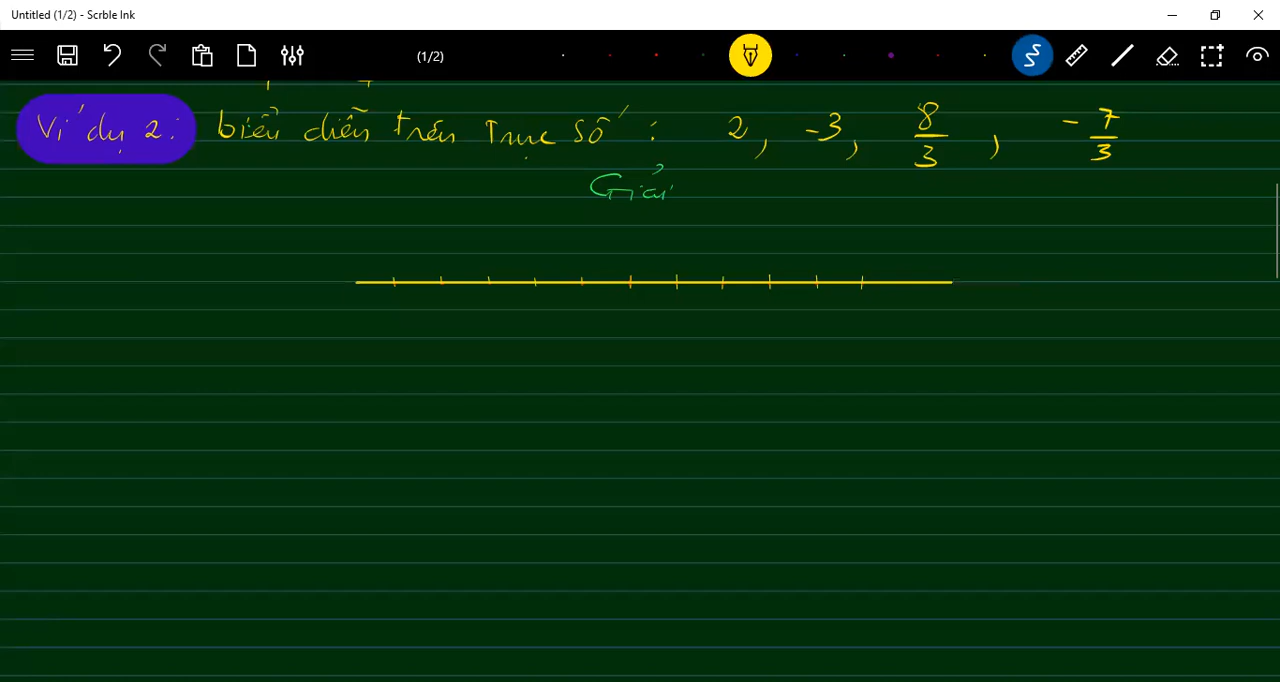 Untitled (1/2) - Scrble Ink
(1/2)
Ví dụ 2: biểu diễn trên trục số: 2, -3, 8/3, -7/3
Giải